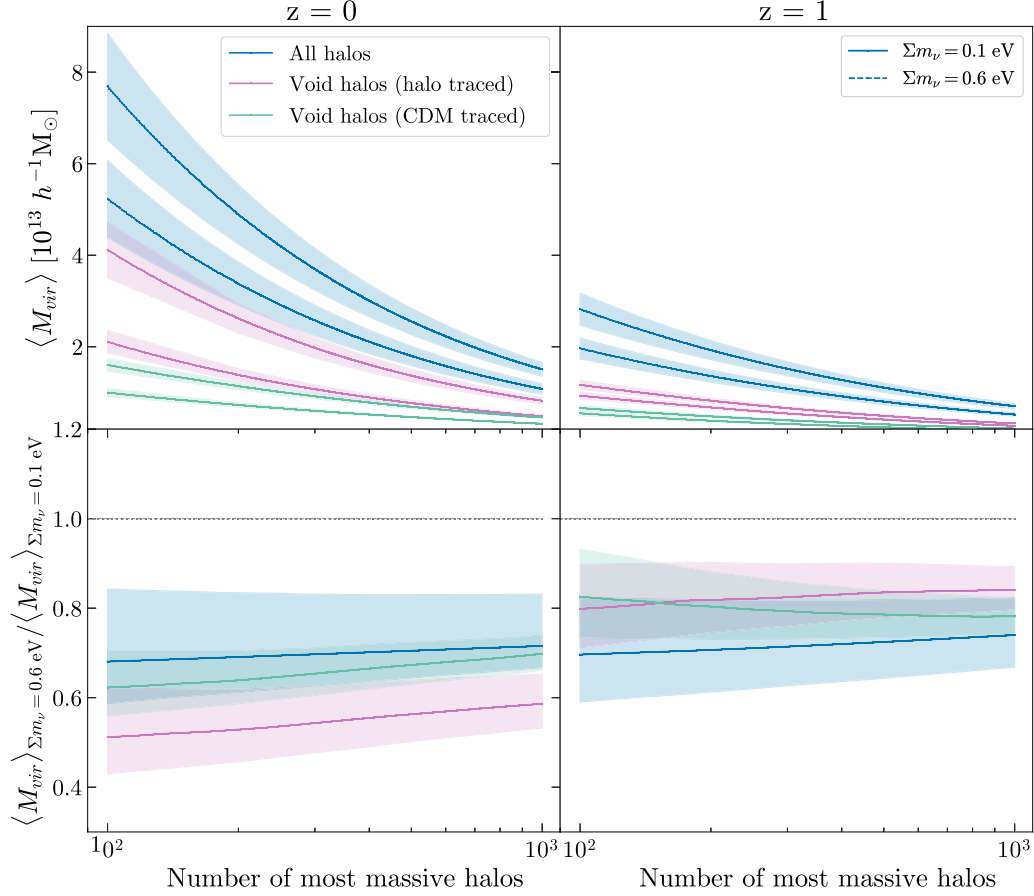 z = 0
z = 1
All halos
Void halos (halo traced)
Void halos (CDM traced)
Σm_ν = 0.1 eV
Σm_ν = 0.6 eV
⟨M_vir⟩ [10^13 h^−1 M_⊙]
8
6
4
2
⟨M_vir⟩_Σm_ν = 0.6 eV / ⟨M_vir⟩_Σm_ν = 0.1 eV
1.2
1.0
0.8
0.6
0.4
10^2
10^3
10^2
10^3
Number of most massive halos
Number of most massive halos